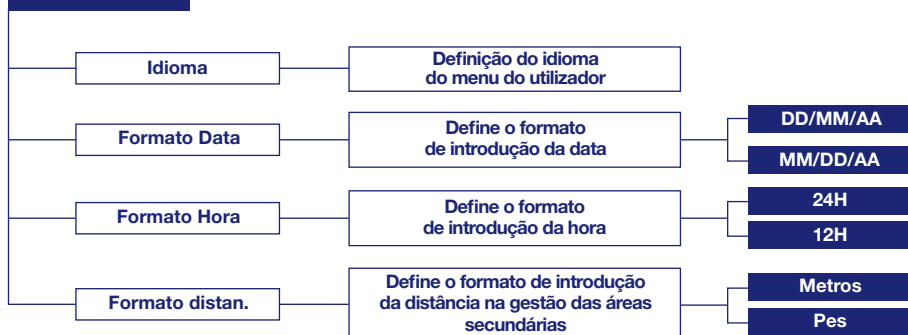 Idioma
Definição do idioma
do menu do utilizador
Formato Data
Define o formato
de introdução da data
DD/MM/AA
MM/DD/AA
Formato Hora
Define o formato
de introdução da hora
24H
12H
Formato distan.
Define o formato de introdução
da distância na gestão das áreas
secundárias
Metros
Pes